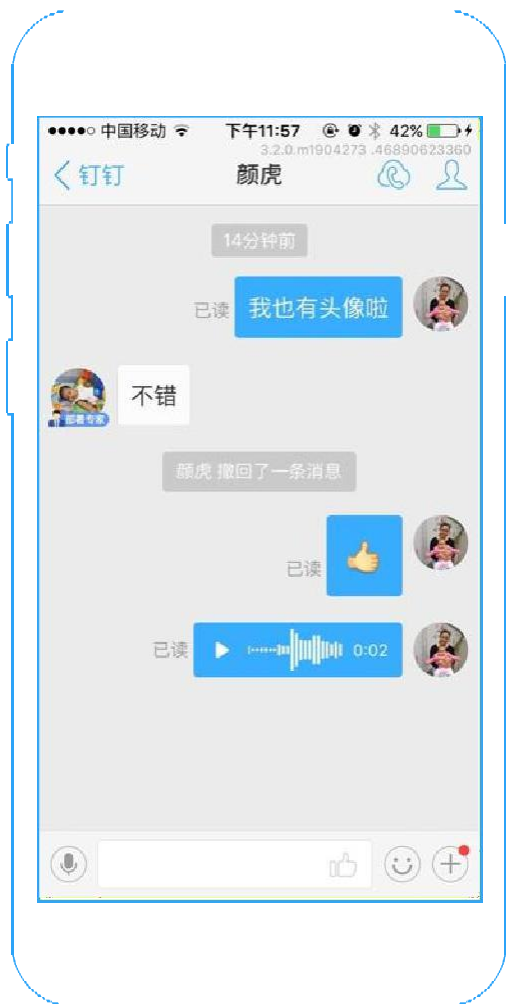 中国移动 下午11:57 42%
3.2.0.m1904273 .46890623360
钉钉 颜虎
14分钟前
已读 我也有头像啦
不错
部署专家
颜虎 撤回了一条消息
已读
已读 0:02